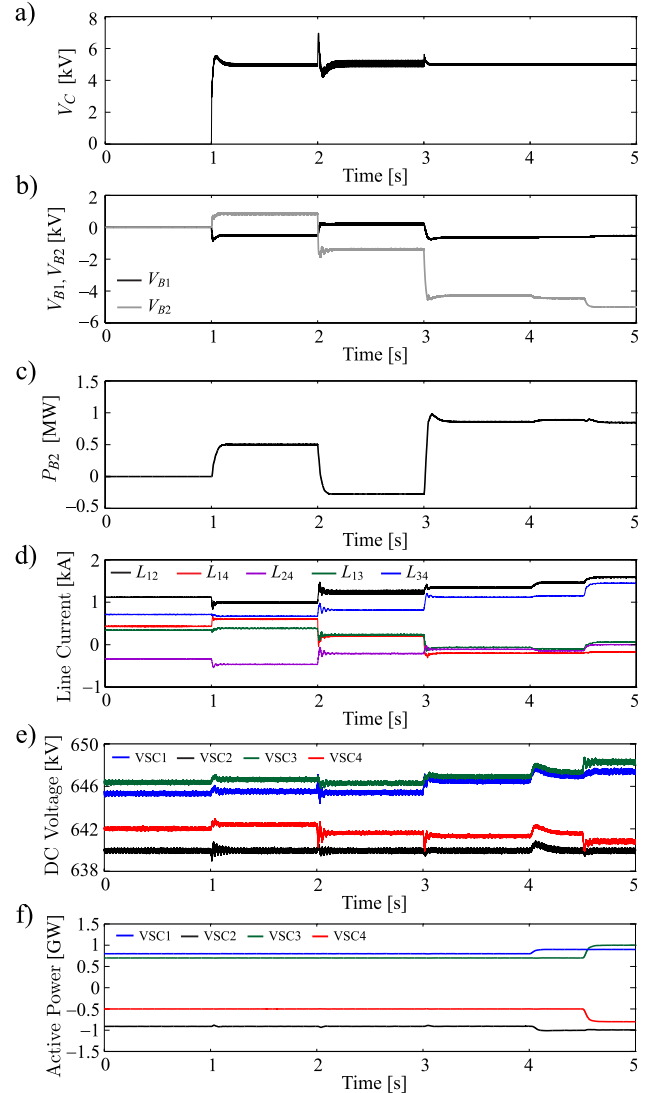 a)
8
6
4
2
0
V_C [kV]
0 1 2 3 4 5
Time [s]
b)
2
0
−2
−4
−6
V_B1, V_B2 [kV]
V_B1
V_B2
0 1 2 3 4 5
Time [s]
c)
1.5
1
0.5
0
−0.5
P_B2 [MW]
0 1 2 3 4 5
Time [s]
d)
2
1
0
−1
Line Current [kA]
L_12 L_14 L_24 L_13 L_34
0 1 2 3 4 5
Time [s]
e)
650
646
642
638
DC Voltage [kV]
VSC1 VSC2 VSC3 VSC4
0 1 2 3 4 5
Time [s]
f)
1.5
1
0.5
0
−0.5
−1
−1.5
Active Power [GW]
VSC1 VSC2 VSC3 VSC4
0 1 2 3 4 5
Time [s]